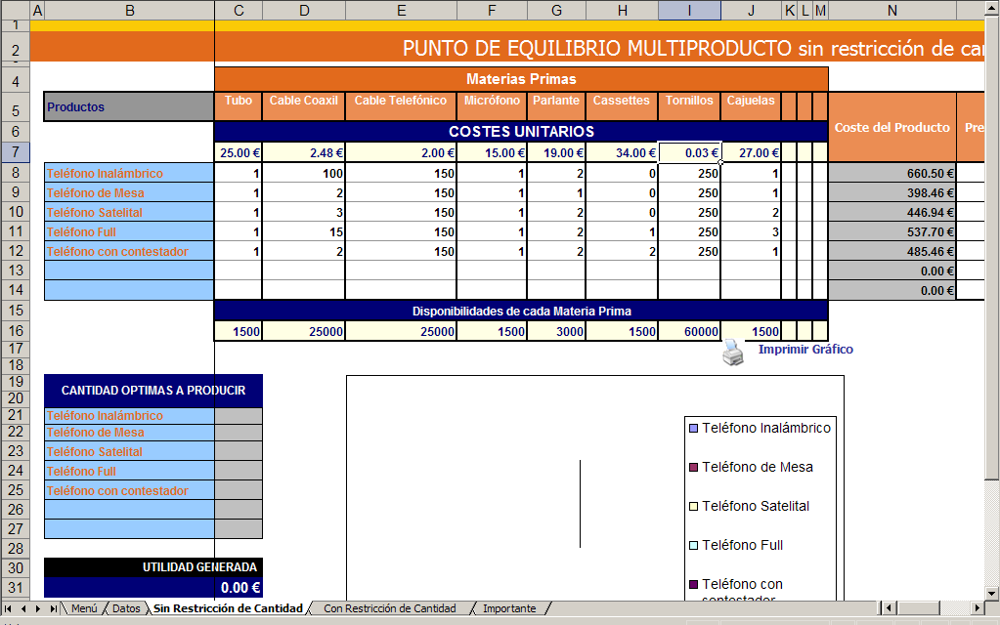 A B C D E F G H I J K L M N
1
2 PUNTO DE EQUILIBRIO MULTIPRODUCTO sin restricción de
4 Materias Primas
5 Productos Tubo Cable Coaxil Cable Telefónico Micrófono Parlante Cassettes Tornillos Cajuelas Coste del Producto
6 COSTES UNITARIOS
7 25.00 € 2.48 € 2.00 € 15.00 € 19.00 € 34.00 € 0.03 € 27.00 €
8 Teléfono Inalámbrico 1 100 150 1 2 0 250 1 660.50 €
9 Teléfono de Mesa 1 2 150 1 1 0 250 1 398.46 €
10 Teléfono Satelital 1 3 150 1 2 0 250 2 446.94 €
11 Teléfono Full 1 15 150 1 2 1 250 3 537.70 €
12 Teléfono con contestador 1 2 150 1 2 2 250 1 485.46 €
13 0.00 €
14 0.00 €
15 Disponibilidades de cada Materia Prima
16 1500 25000 25000 1500 3000 1500 60000 1500
17 Imprimir Gráfico
18
19
20 CANTIDAD OPTIMAS A PRODUCIR
21 Teléfono Inalámbrico
22 Teléfono de Mesa
23 Teléfono Satelital
24 Teléfono Full
25 Teléfono con contestador
26
27
28
30 UTILIDAD GENERADA
31 0.00 €
Teléfono Inalámbrico
Teléfono de Mesa
Teléfono Satelital
Teléfono Full
Teléfono con
contestador
Menú Datos Sin Restricción de Cantidad Con Restricción de Cantidad Importante